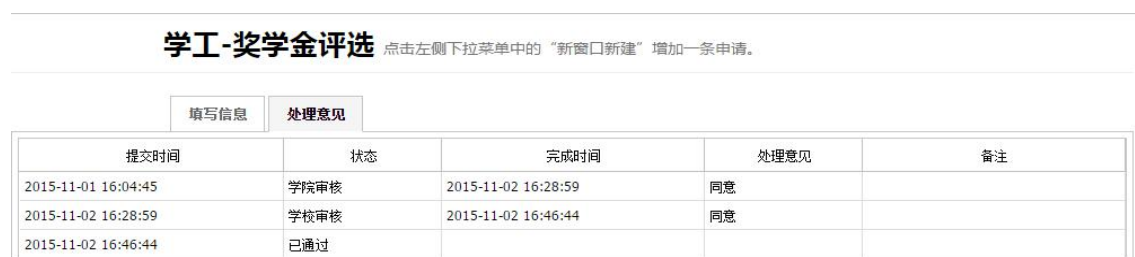 学工-奖学金评选 点击左侧下拉菜单中的“新窗口新建”增加一条申请。
填写信息 处理意见
提交时间 状态 完成时间 处理意见 备注
2015-11-01 16:04:45 学院审核 2015-11-02 16:28:59 同意
2015-11-02 16:28:59 学校审核 2015-11-02 16:46:44 同意
2015-11-02 16:46:44 已通过